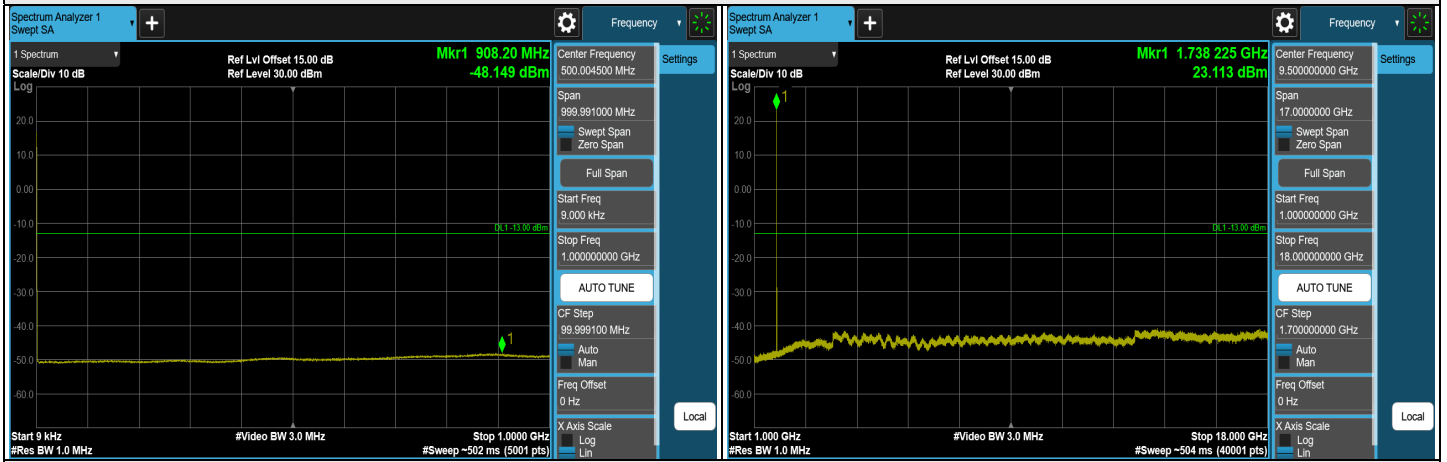 Spectrum Analyzer 1
Swept SA
+
Frequency
1 Spectrum
Scale/Div 10 dB
Log
Ref Lvl Offset 15.00 dB
Ref Level 30.00 dBm
Mkr1 908.20 MHz
-48.149 dBm
20.0
10.0
0.00
-10.0
-20.0
-30.0
-40.0
-50.0
-60.0
DL1 -13.00 dBm
1
Start 9 kHz
#Res BW 1.0 MHz
#Video BW 3.0 MHz
Stop 1.0000 GHz
#Sweep ~502 ms (5001 pts)
Center Frequency
500.004500 MHz
Span
999.991000 MHz
Swept Span
Zero Span
Full Span
Start Freq
9.000 kHz
Stop Freq
1.000000000 GHz
AUTO TUNE
CF Step
99.999100 MHz
Auto
Man
Freq Offset
0 Hz
X Axis Scale
Log
Lin
Settings
Local
Spectrum Analyzer 1
Swept SA
+
Frequency
1 Spectrum
Scale/Div 10 dB
Log
Ref Lvl Offset 15.00 dB
Ref Level 30.00 dBm
Mkr1 1.738 225 GHz
23.113 dBm
1
20.0
10.0
0.00
-10.0
-20.0
-30.0
-40.0
-50.0
-60.0
DL1 -13.00 dBm
Start 1.000 GHz
#Res BW 1.0 MHz
#Video BW 3.0 MHz
Stop 18.000 GHz
#Sweep ~504 ms (40001 pts)
Center Frequency
9.500000000 GHz
Span
17.0000000 GHz
Swept Span
Zero Span
Full Span
Start Freq
1.000000000 GHz
Stop Freq
18.000000000 GHz
AUTO TUNE
CF Step
1.700000000 GHz
Auto
Man
Freq Offset
0 Hz
X Axis Scale
Log
Lin
Settings
Local